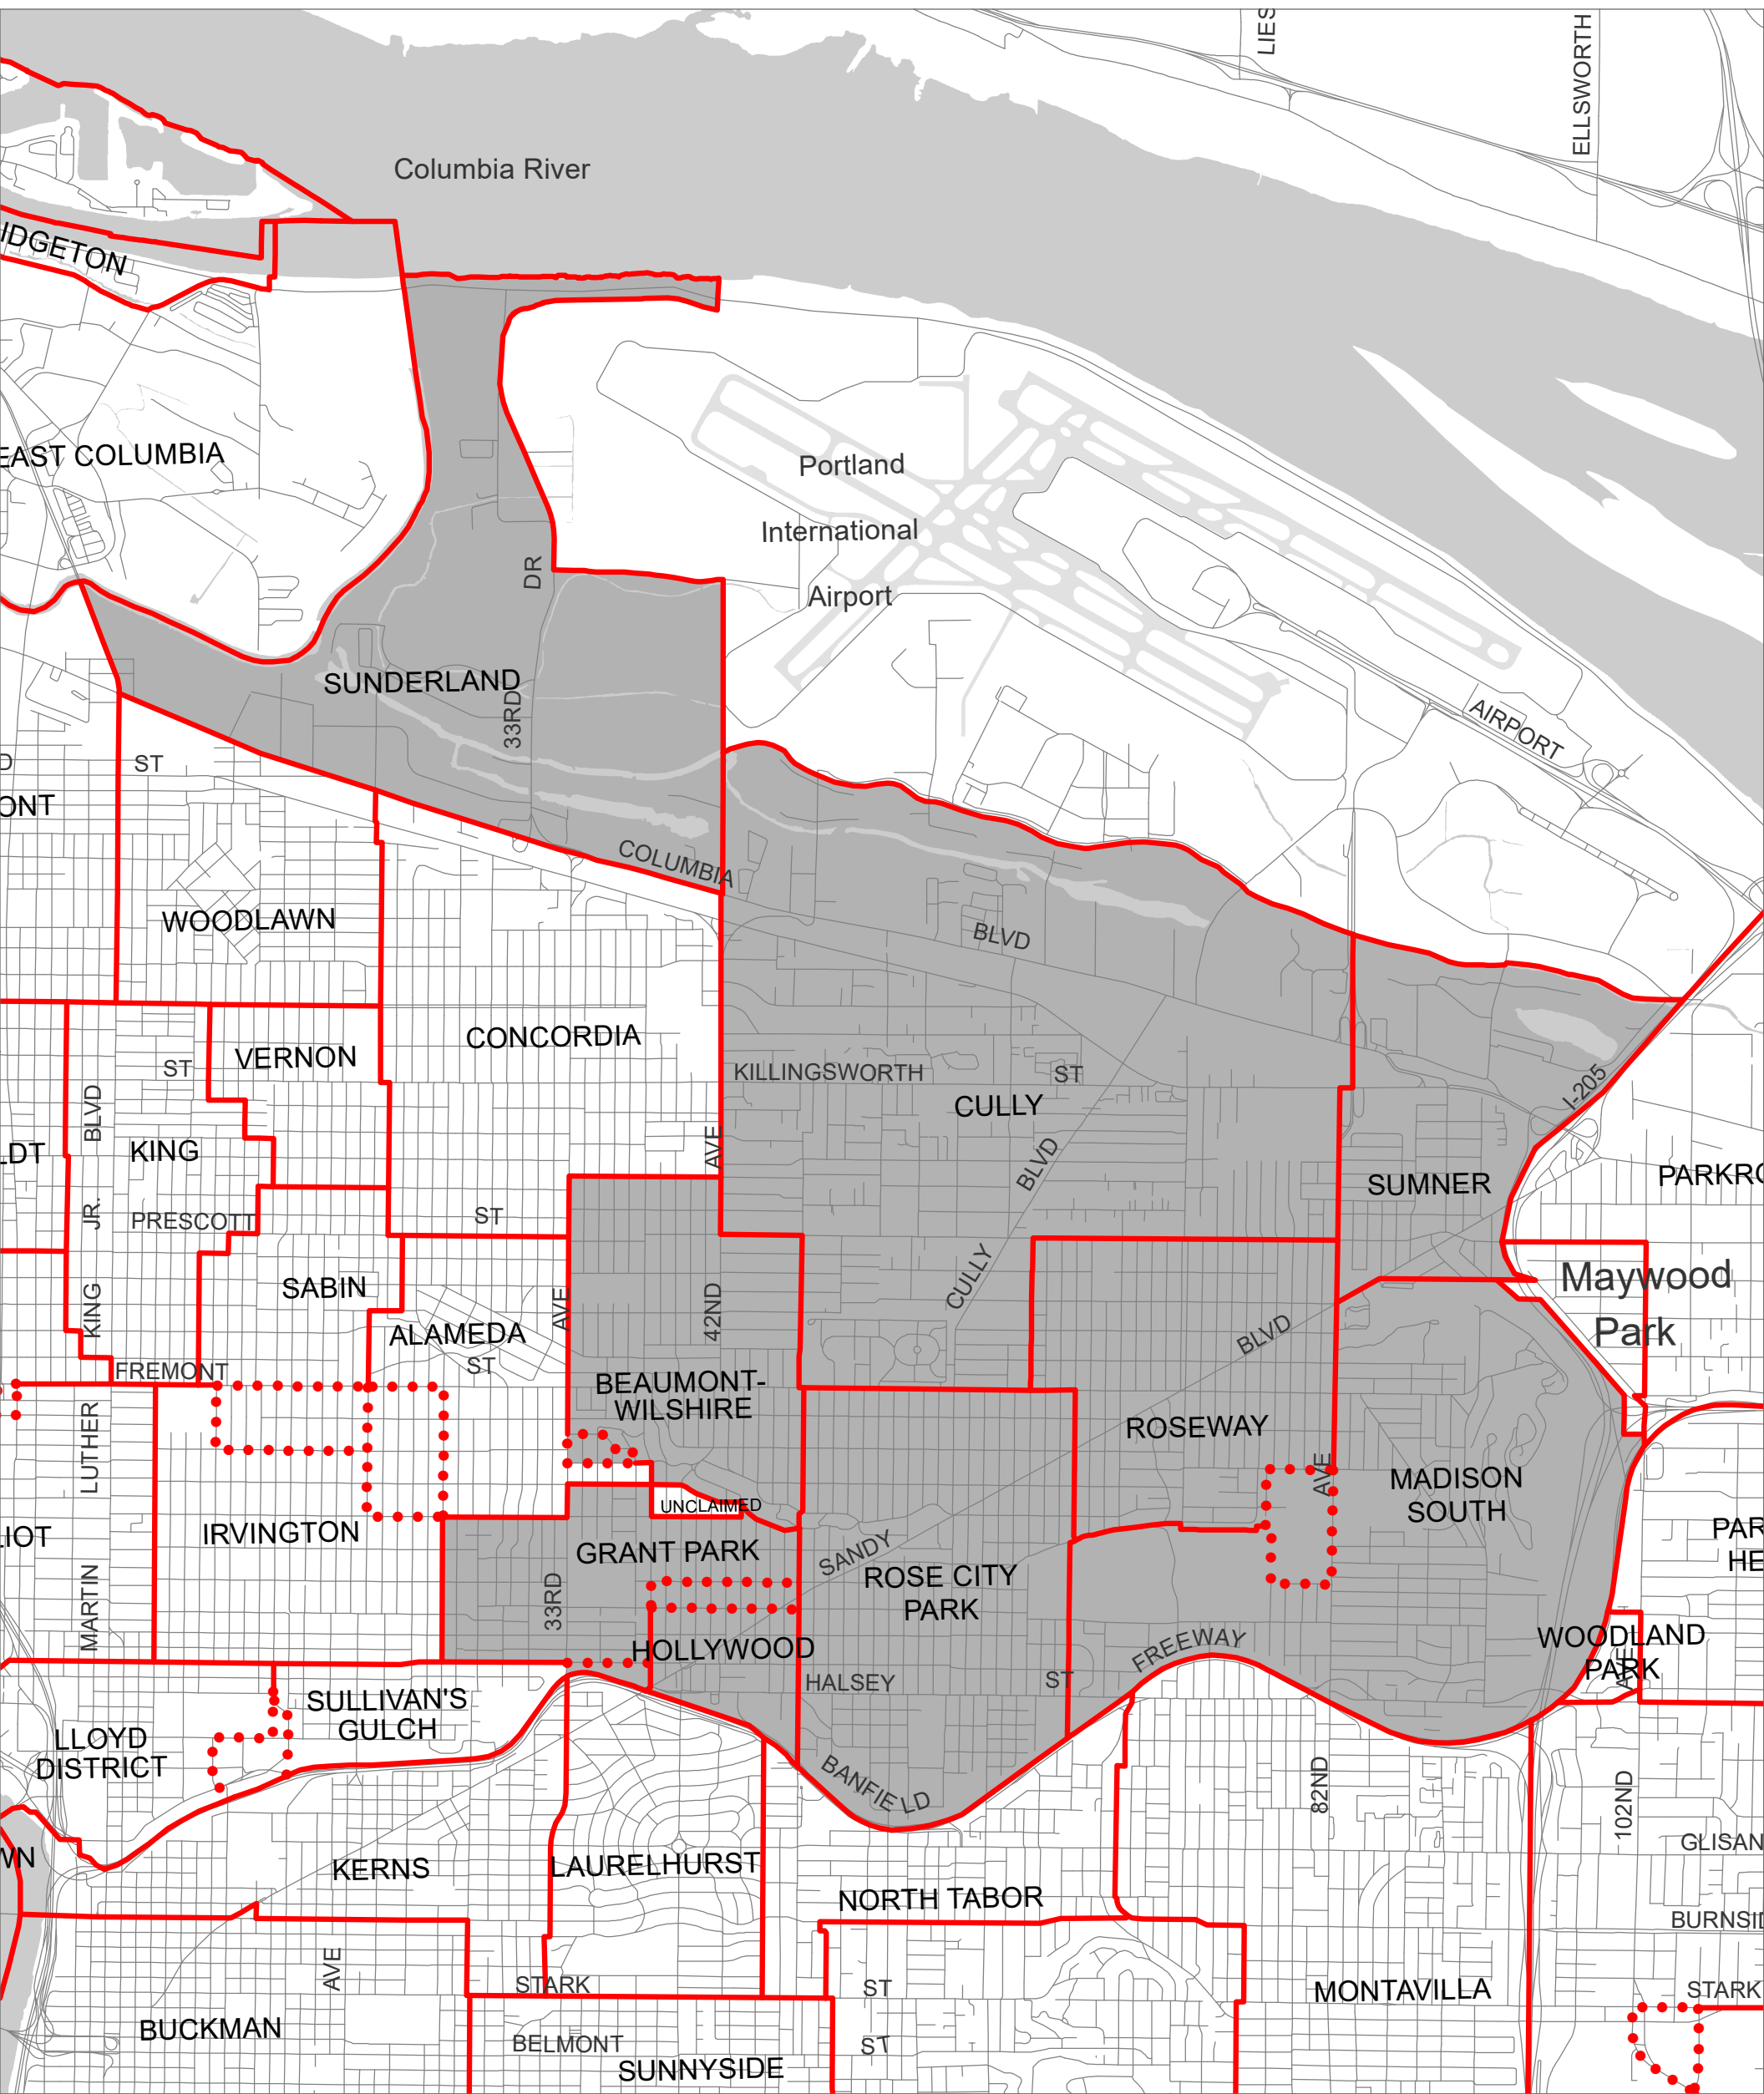 LIES
ELLSWORTH
Columbia River
IDGETON
EAST COLUMBIA
Portland
International
Airport
DR
SUNDERLAND
33RD
AIRPORT
ST
ONT
COLUMBIA
WOODLAWN
BLVD
CONCORDIA
VERNON
ST
KILLINGSWORTH
ST
I-205
BLVD
CULLY
KING
LDT
AVE
BLVD
SUMNER
PARKRO
JR.
PRESCOTT
ST
CULLY
Maywood
Park
SABIN
KING
AVE
42ND
ALAMEDA
ST
BLVD
FREMONT
BEAUMONT-
WILSHIRE
ROSEWAY
LUTHER
AVE
MADISON
SOUTH
UNCLAIMED
LIOT
IRVINGTON
GRANT PARK
SANDY
PAR
HE
ROSE CITY
PARK
MARTIN
33RD
HOLLYWOOD
FREEWAY
WOODLAND
PARK
AVE
HALSEY
ST
SULLIVAN'S
GULCH
LLOYD
DISTRICT
BANFIELD
82ND
102ND
GLISAN
WN
KERNS
LAURELHURST
NORTH TABOR
BURNSID
AVE
STARK
ST
MONTAVILLA
STARK
BUCKMAN
BELMONT
ST
SUNNYSIDE